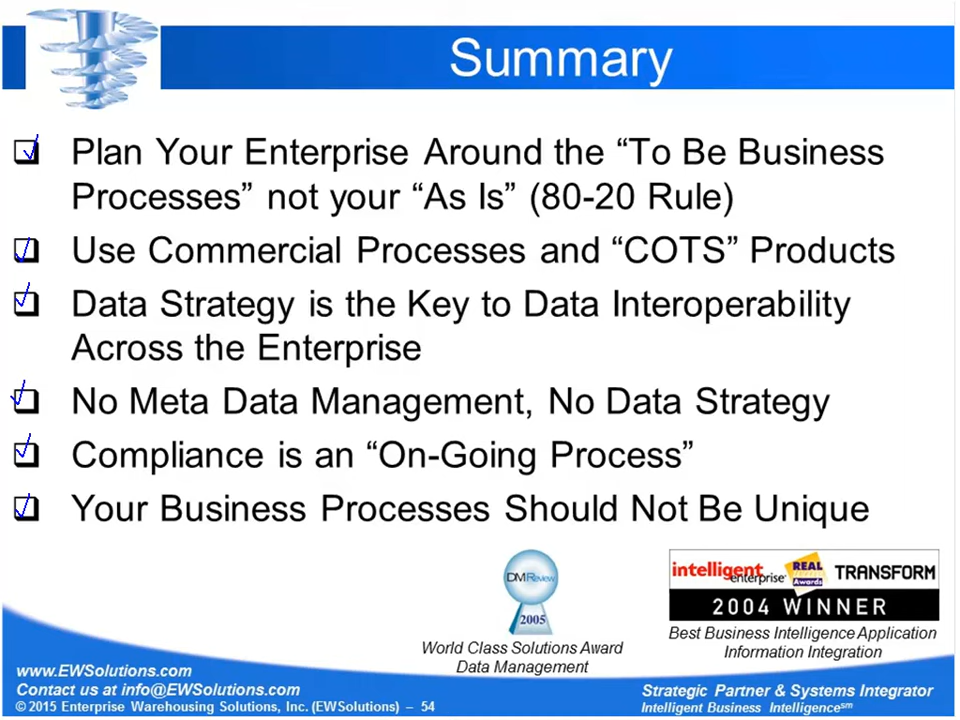 Summary
Plan Your Enterprise Around the “To Be Business
Processes” not your “As Is” (80-20 Rule)
Use Commercial Processes and “COTS” Products
Data Strategy is the Key to Data Interoperability
Across the Enterprise
No Meta Data Management, No Data Strategy
Compliance is an “On-Going Process”
Your Business Processes Should Not Be Unique
DMReview
2005
World Class Solutions Award
Data Management
intelligent enterprise REAL Awards TRANSFORM
2004 WINNER
Best Business Intelligence Application
Information Integration
www.EWSolutions.com
Contact us at info@EWSolutions.com
© 2015 Enterprise Warehousing Solutions, Inc. (EWSolutions) – 54
Strategic Partner & Systems Integrator
Intelligent Business Intelligence℠